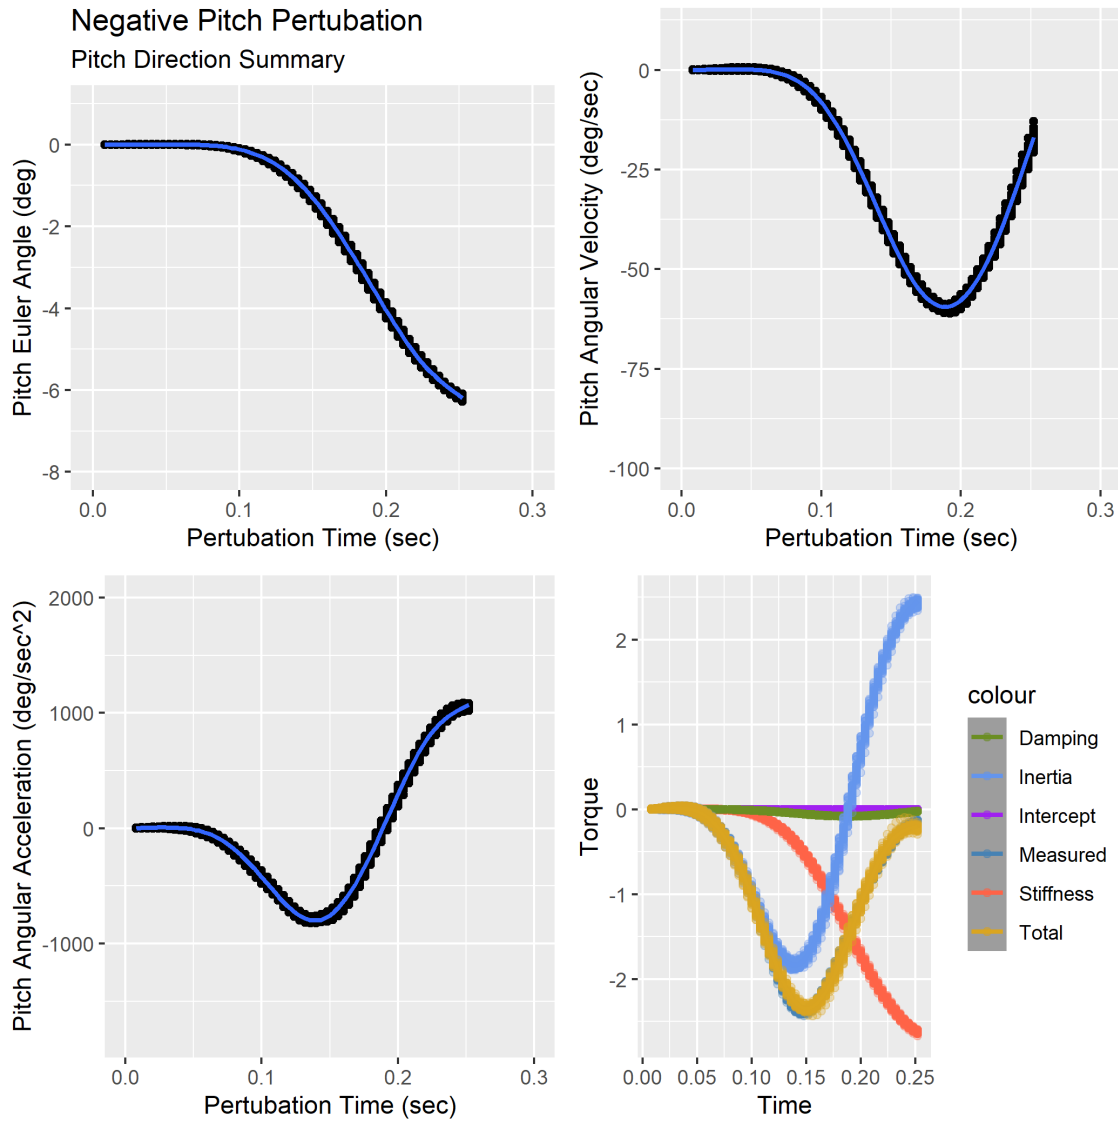 Negative Pitch Pertubation
Pitch Direction Summary
Pitch Euler Angle (deg)
0
-2
-4
-6
-8
0.0
0.1
0.2
0.3
Pertubation Time (sec)
Pitch Angular Velocity (deg/sec)
0
-25
-50
-75
-100
0.0
0.1
0.2
0.3
Pertubation Time (sec)
Pitch Angular Acceleration (deg/sec^2)
2000
1000
0
-1000
0.0
0.1
0.2
0.3
Pertubation Time (sec)
Torque
2
1
0
-1
-2
0.00
0.05
0.10
0.15
0.20
0.25
Time
colour
Damping
Inertia
Intercept
Measured
Stiffness
Total